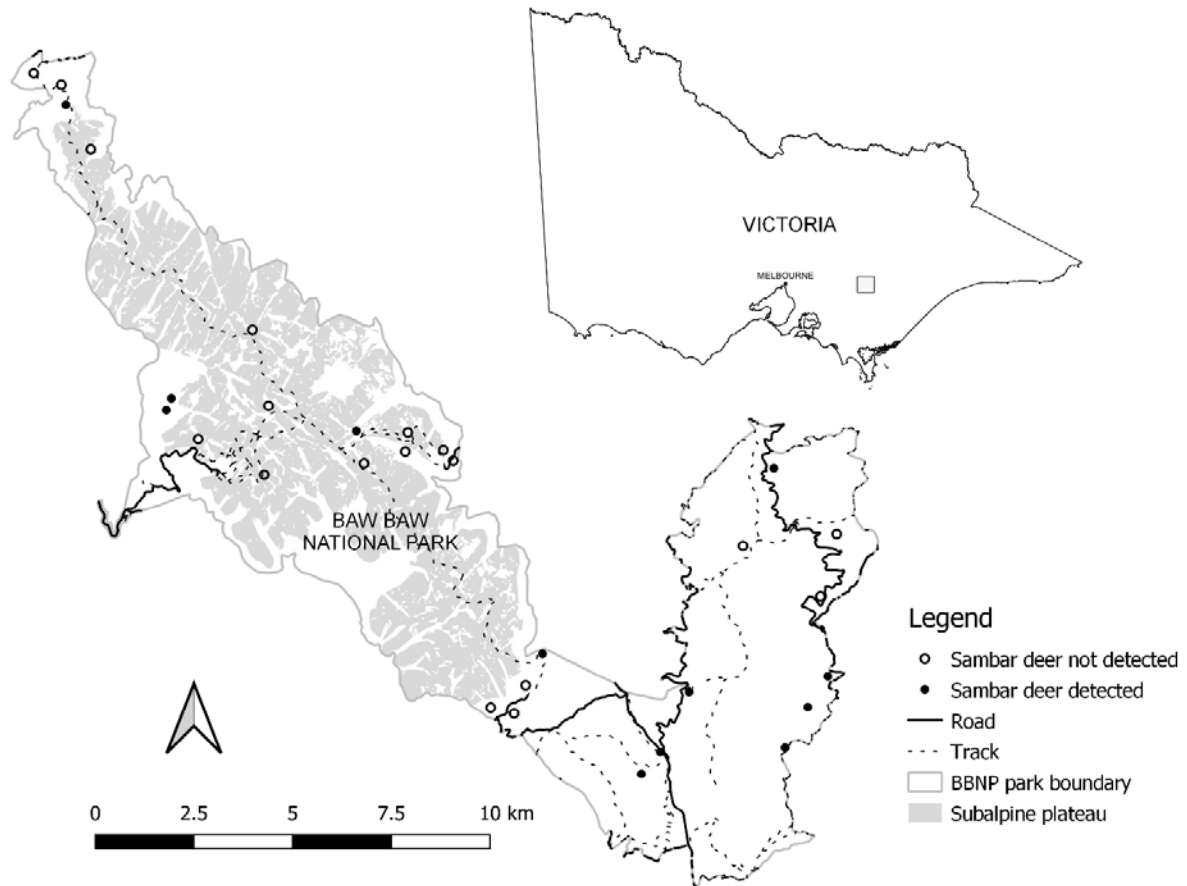 VICTORIA
MELBOURNE
BAW BAW
NATIONAL PARK
Legend
Sambar deer not detected
Sambar deer detected
Road
Track
BBNP park boundary
Subalpine plateau
0 2.5 5 7.5 10 km